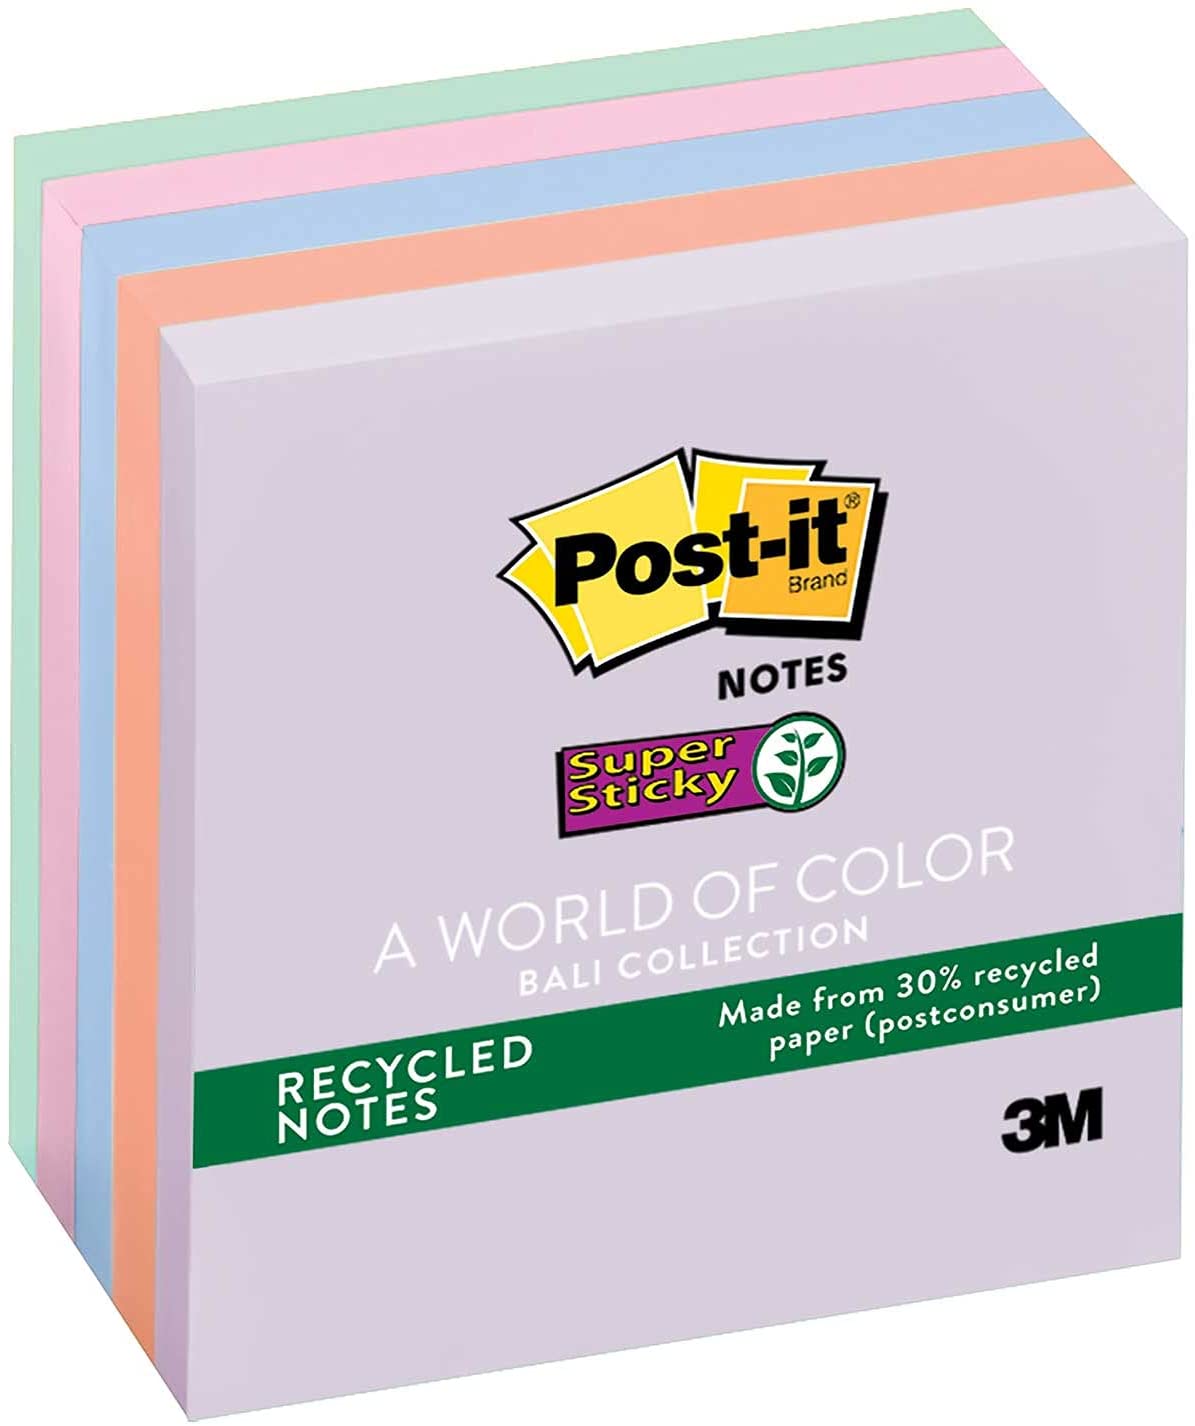 Post-it®
Brand
NOTES
Super
Sticky
A WORLD OF COLOR
BALI COLLECTION
Made from 30% recycled
paper (postconsumer)
RECYCLED
NOTES
3M